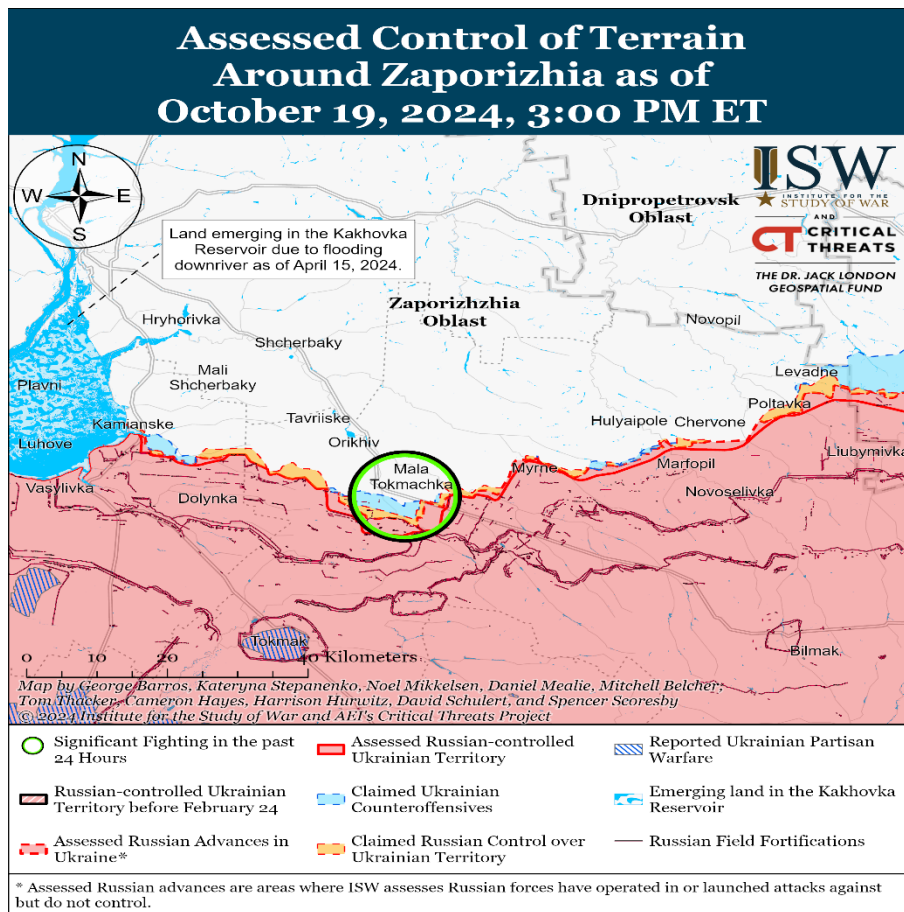 Assessed Control of Terrain
Around Zaporizhia as of
October 19, 2024, 3:00 PM ET
N
W E
S
Land emerging in the Kakhovka
Reservoir due to flooding
downriver as of April 15, 2024.
ISW
INSTITUTE FOR THE
STUDY OF WAR
AND
CT CRITICAL
THREATS
THE DR. JACK LONDON
GEOSPATIAL FUND
Dnipropetrovsk
Oblast
Zaporizhzhia
Oblast
Hryhorivka
Novopil
Shcherbaky
Mali
Shcherbaky
Levadne
Plavni
Poltavka
Tavriiske
Kamianske
Hulyaipole
Chervone
Luhove
Orikhiv
Liubymivka
Mala
Tokmachka
Myrne
Marfopil
Vasylivka
Dolynka
Novoselivka
Tokmak
Bilmak
0 10 20 40 Kilometers
Map by George Barros, Kateryna Stepanenko, Noel Mikkelsen, Daniel Mealie, Mitchell Belcher,
Tom Thacker, Cameron Hayes, Harrison Hurwitz, David Schulert, and Spencer Scoresby
© 2024 Institute for the Study of War and AEI's Critical Threats Project
Significant Fighting in the past
24 Hours
Assessed Russian-controlled
Ukrainian Territory
Reported Ukrainian Partisan
Warfare
Russian-controlled Ukrainian
Territory before February 24
Claimed Ukrainian
Counteroffensives
Emerging land in the Kakhovka
Reservoir
Assessed Russian Advances in
Ukraine*
Claimed Russian Control over
Ukrainian Territory
Russian Field Fortifications
* Assessed Russian advances are areas where ISW assesses Russian forces have operated in or launched attacks against
but do not control.